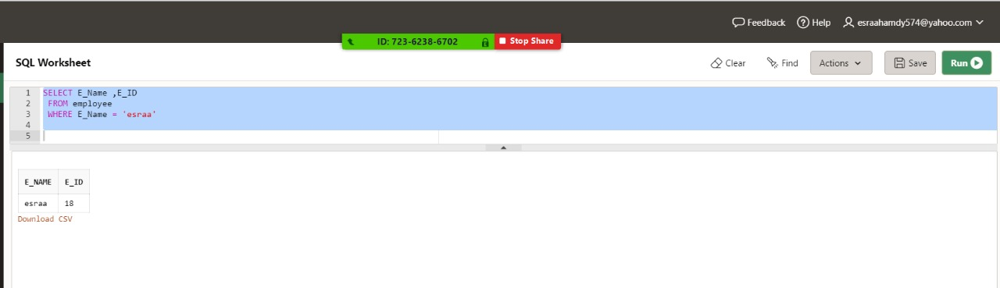 Feedback Help esraahamdy574@yahoo.com
ID: 723-6238-6702 Stop Share
SQL Worksheet Clear Find Actions Save Run
1 SELECT E_Name ,E_ID
2 FROM employee
3 WHERE E_Name = 'esraa'
4
5
E_NAME E_ID
esraa 18
Download CSV